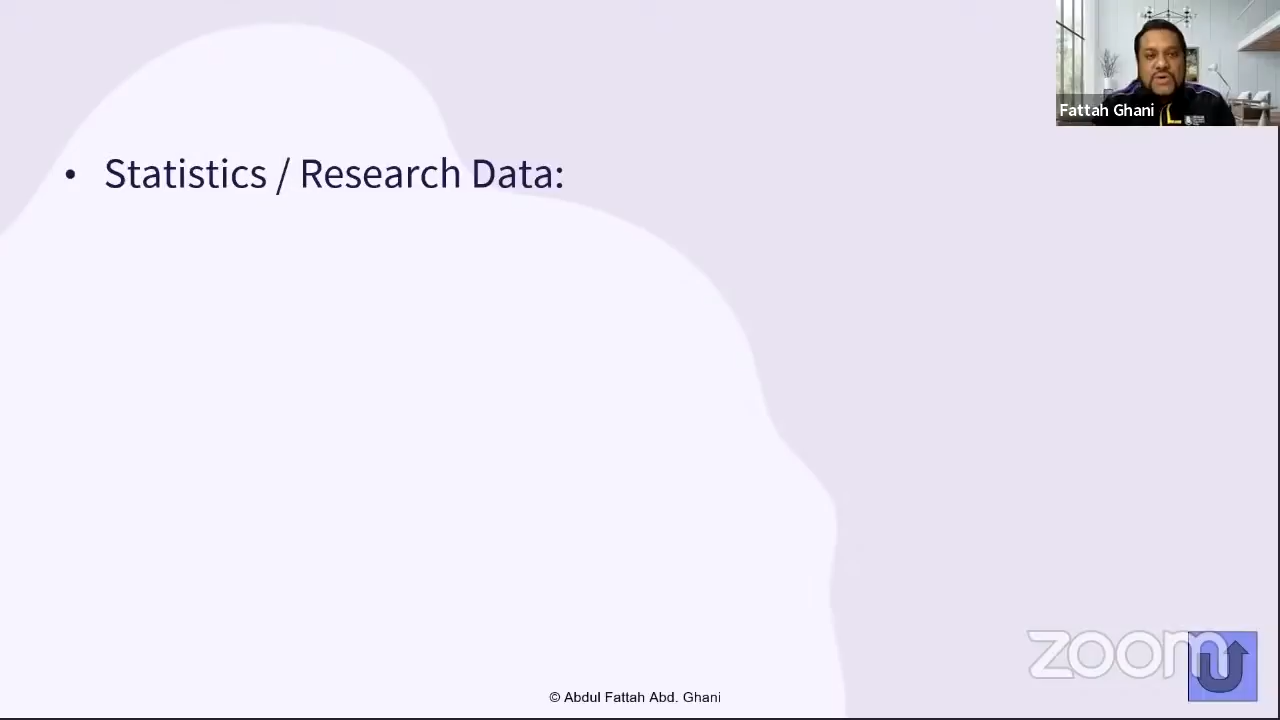 • Statistics / Research Data:
Fattah Ghani
zoom
© Abdul Fattah Abd. Ghani